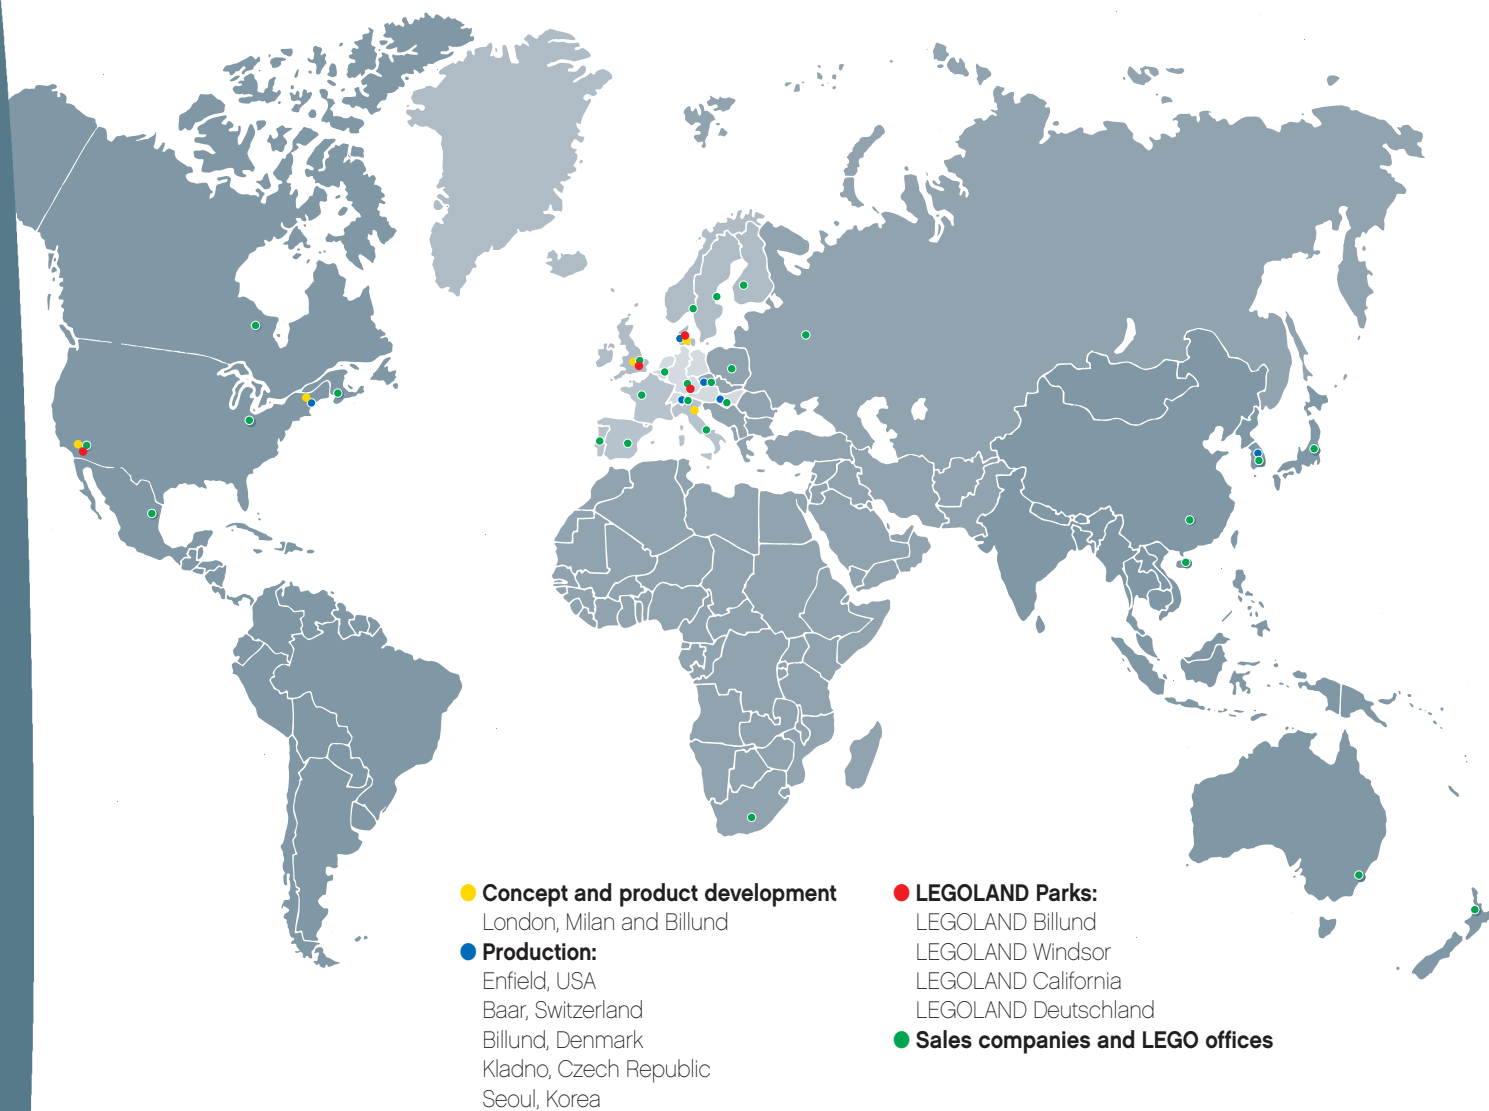 Concept and product development
London, Milan and Billund
Production:
Enfield, USA
Baar, Switzerland
Billund, Denmark
Kladno, Czech Republic
Seoul, Korea
LEGOLAND Parks:
LEGOLAND Billund
LEGOLAND Windsor
LEGOLAND California
LEGOLAND Deutschland
Sales companies and LEGO offices